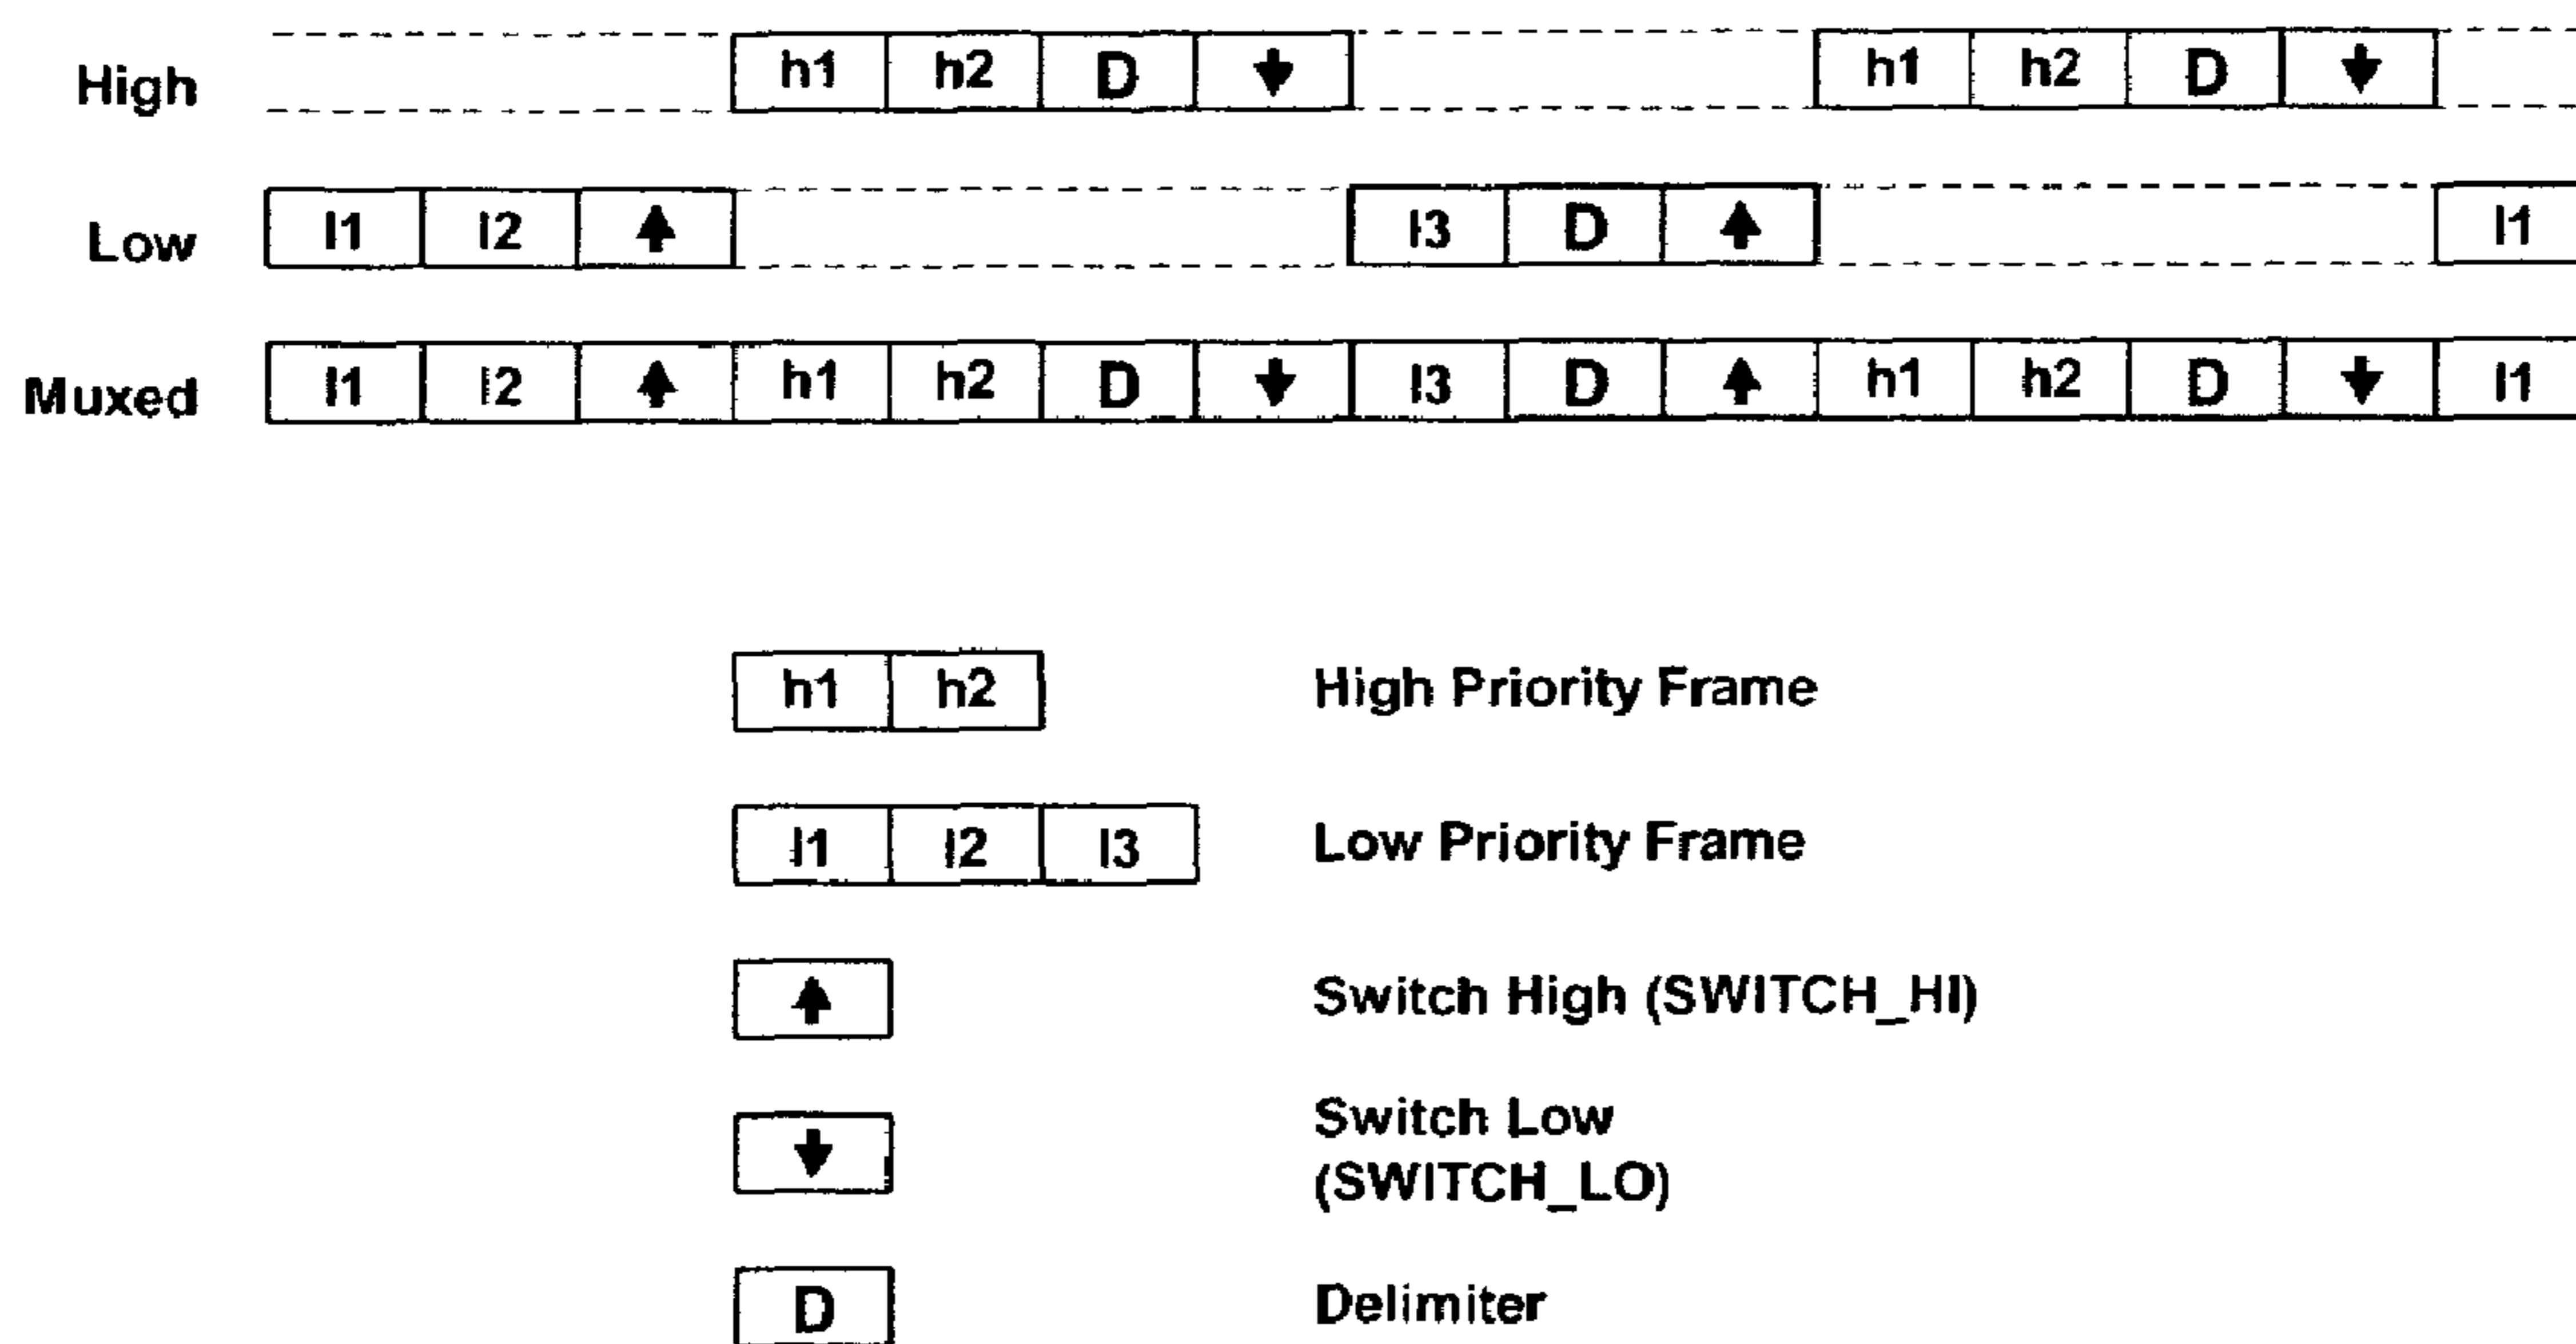 High h1 h2 D ↓ h1 h2 D ↓
Low l1 l2 ↑ l3 D ↑ l1
Muxed l1 l2 ↑ h1 h2 D ↓ l3 D ↑ h1 h2 D ↓ l1
h1 h2 High Priority Frame
l1 l2 l3 Low Priority Frame
↑ Switch High (SWITCH_HI)
↓ Switch Low
(SWITCH_LO)
D Delimiter